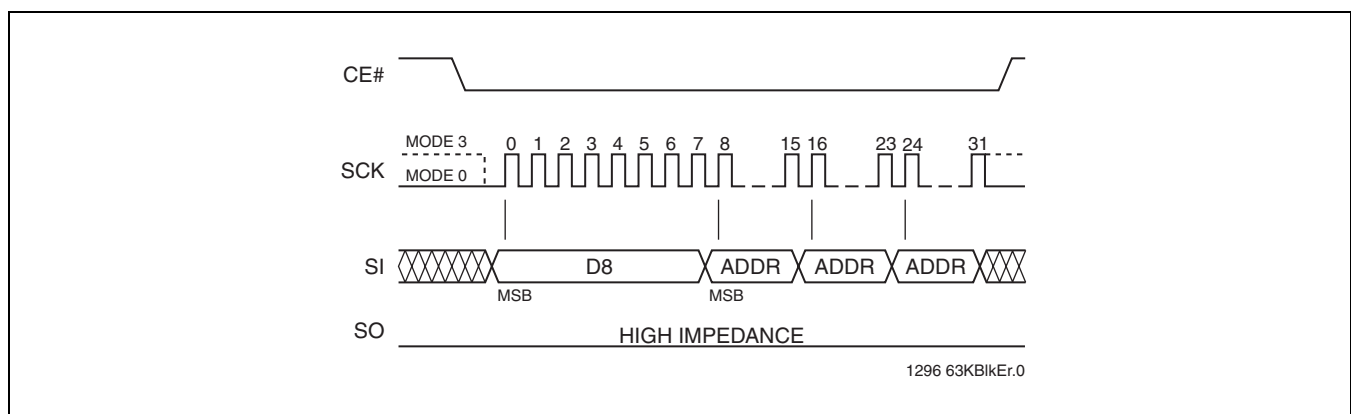 CE#
MODE 3
0 1 2 3 4 5 6 7 8 15 16 23 24 31
SCK
MODE 0
SI
D8 ADDR ADDR ADDR
MSB MSB
SO
HIGH IMPEDANCE
1296 63KBlkEr.0